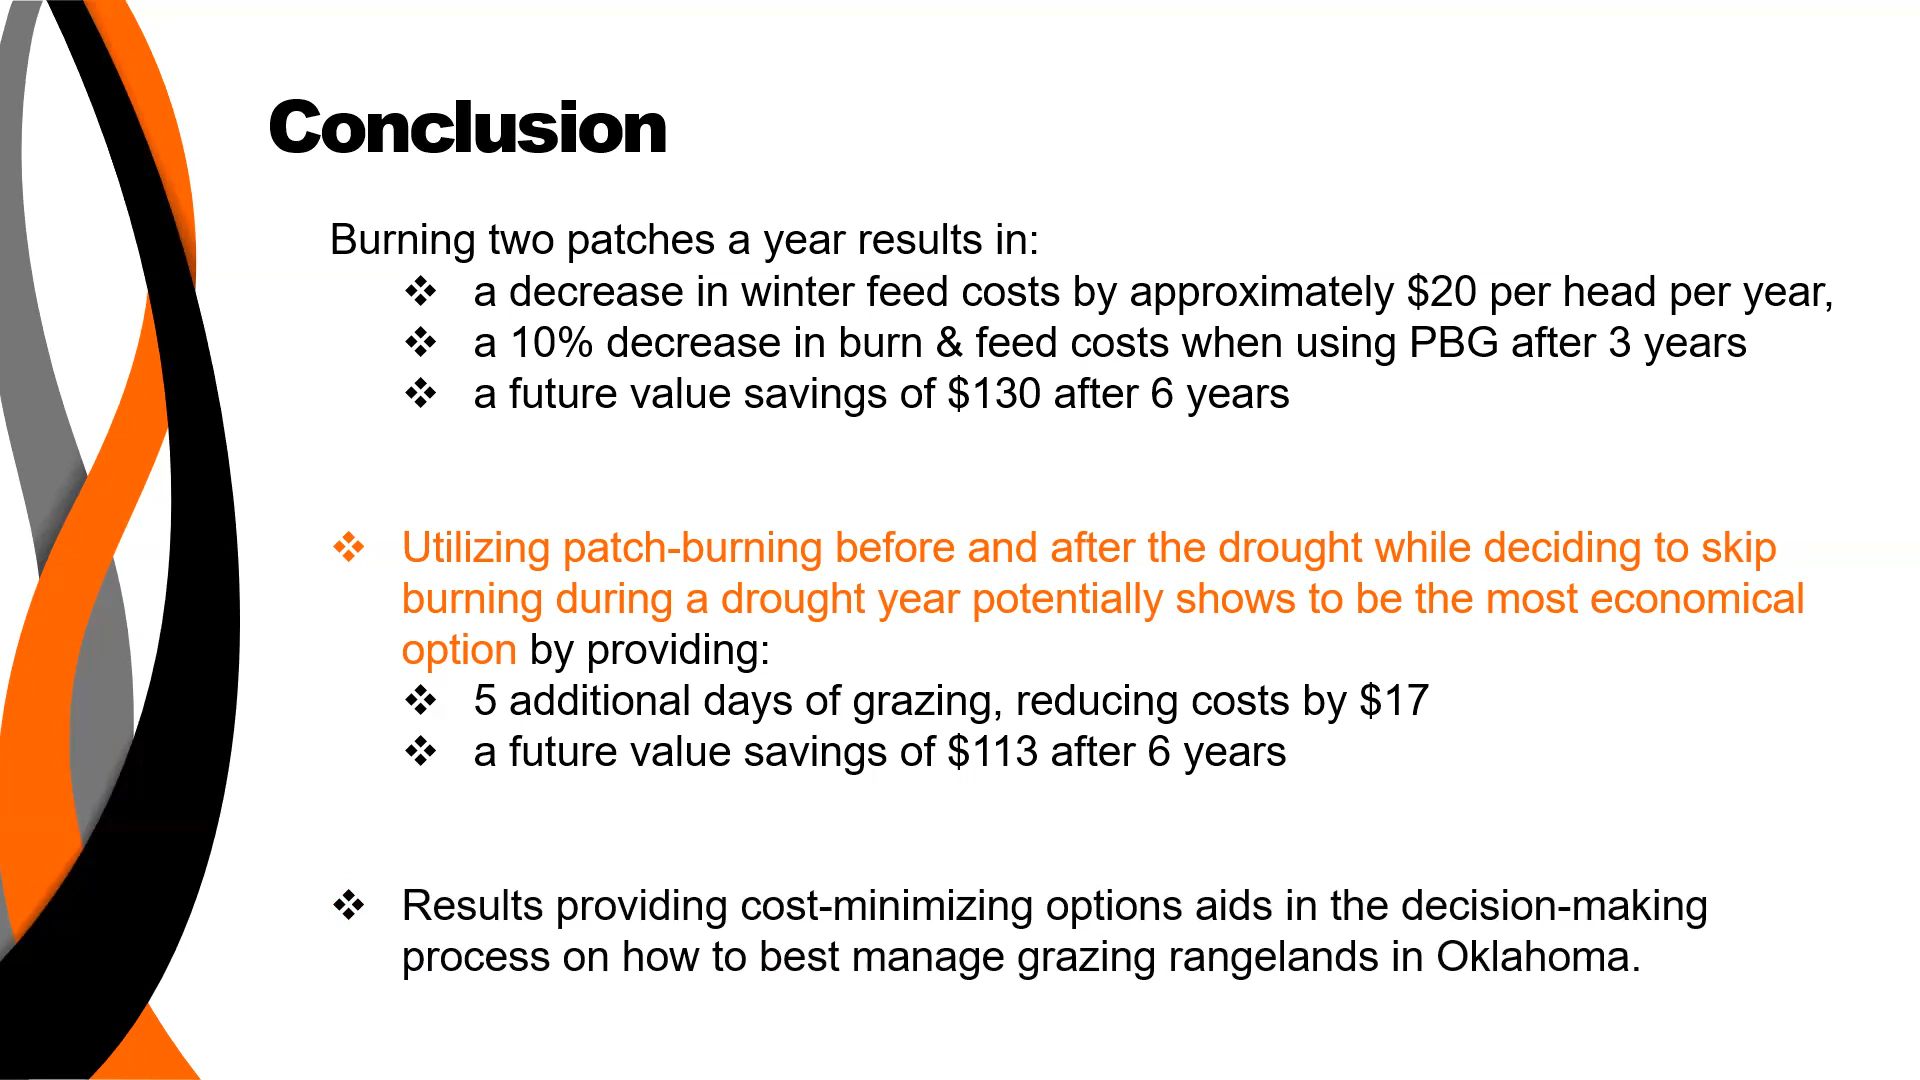 Conclusion
Burning two patches a year results in:
❖ a decrease in winter feed costs by approximately $20 per head per year,
❖ a 10% decrease in burn & feed costs when using PBG after 3 years
❖ a future value savings of $130 after 6 years
❖ Utilizing patch-burning before and after the drought while deciding to skip
burning during a drought year potentially shows to be the most economical
option by providing:
❖ 5 additional days of grazing, reducing costs by $17
❖ a future value savings of $113 after 6 years
❖ Results providing cost-minimizing options aids in the decision-making
process on how to best manage grazing rangelands in Oklahoma.